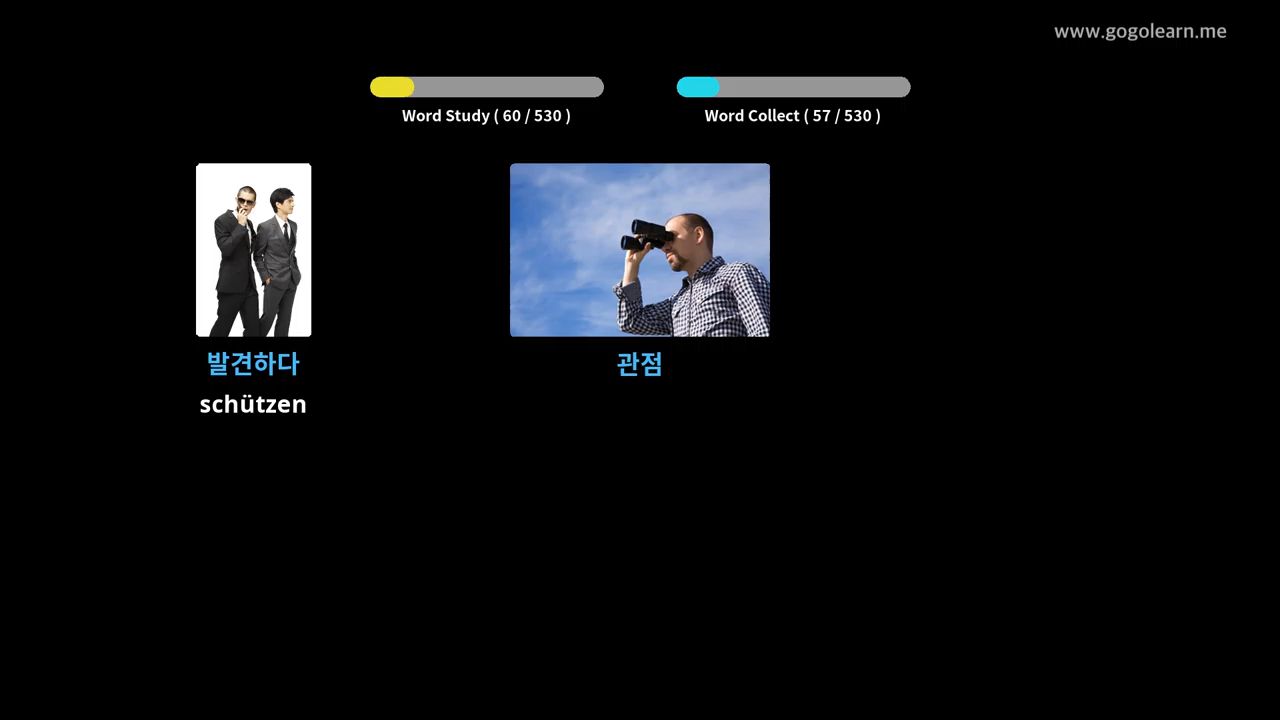 www.gogolearn.me
Word Study ( 60 / 530 )
Word Collect ( 57 / 530 )
발견하다
관점
schützen